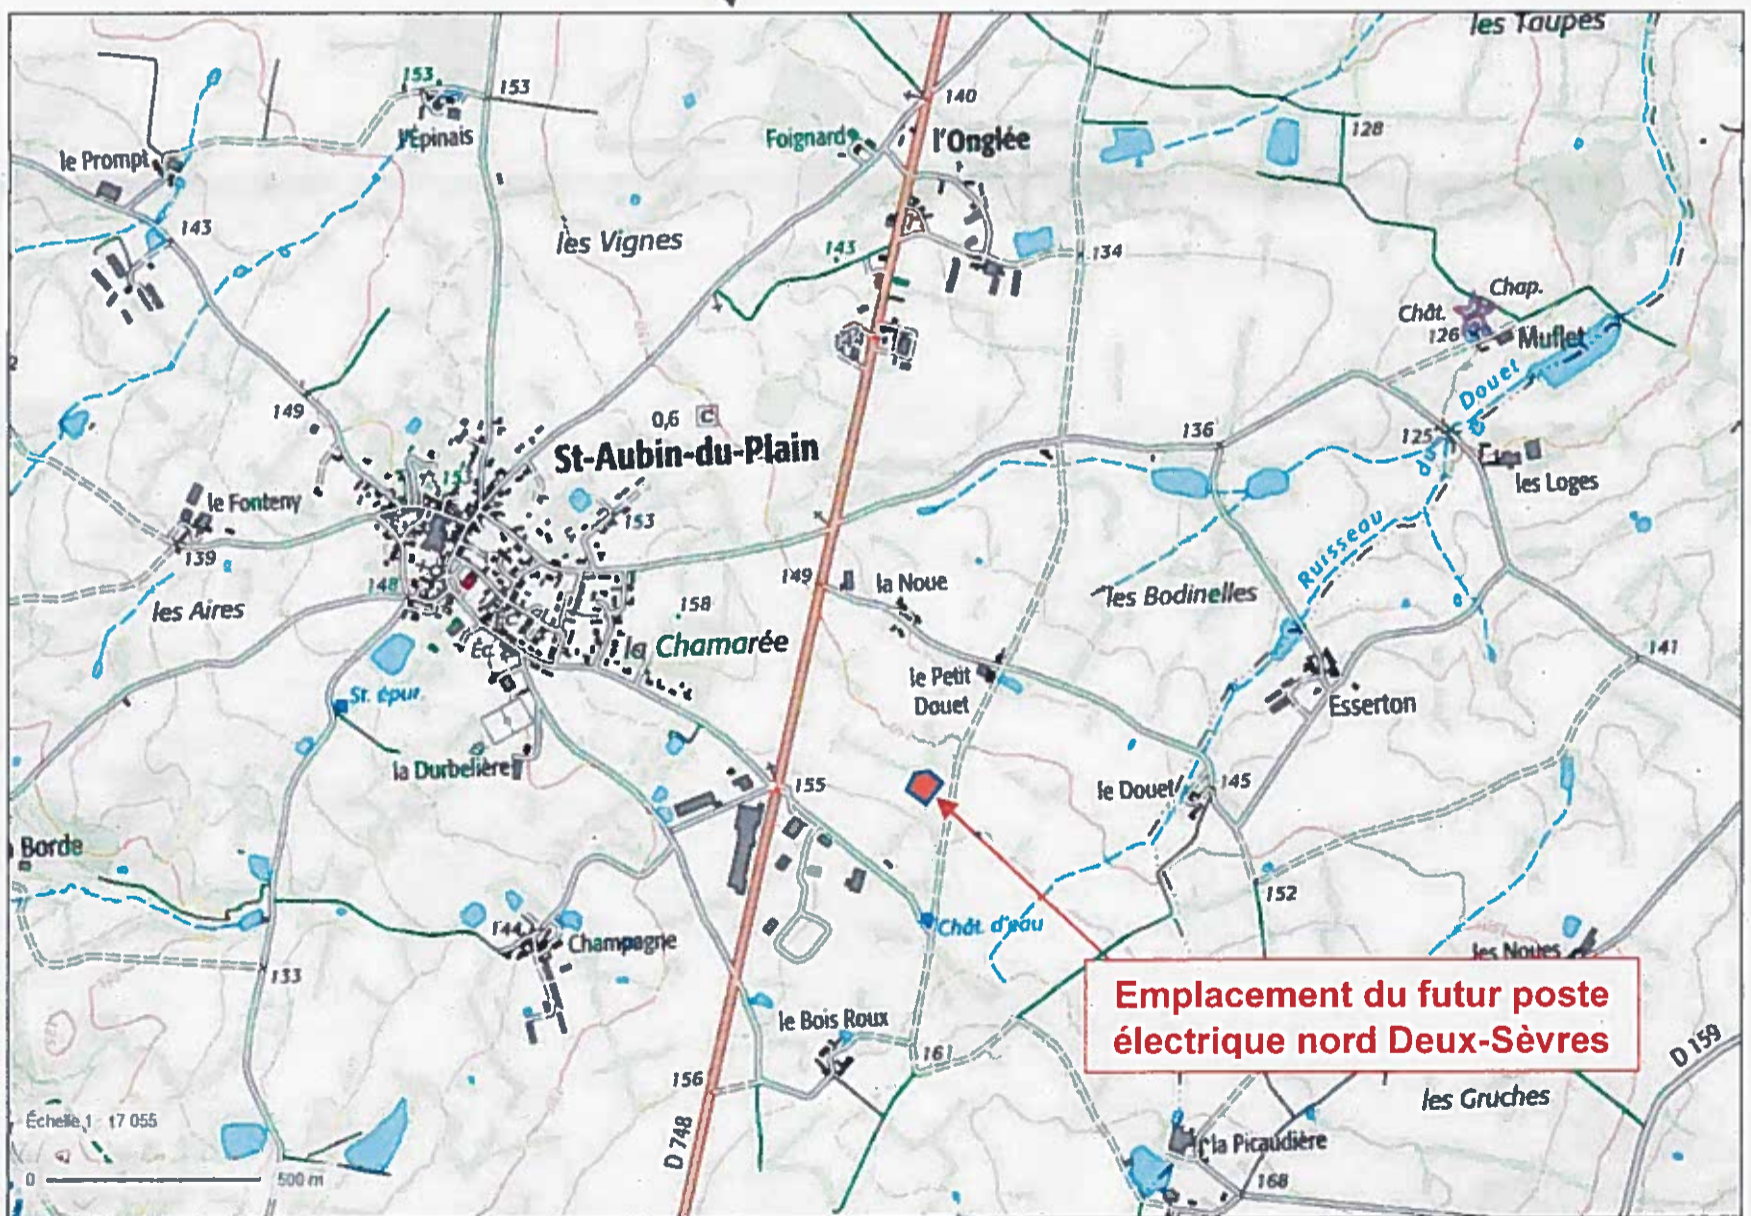 les Taupes
153
153
l'Épinais
140
Foignard
l'Onglée
128
le Prompt
143
les Vignes
143
134
Chap.
Chât.
126
Muflet
149
0,6 C
St-Aubin-du-Plain
136
125
Ruisseau du Douet
les Loges
153
le Fonteny
153
139
149
la Noue
les Bodinelles
148
les Aires
158
la Chamarée
Éc.
141
le Petit
Douet
St. épur.
Esserton
la Durbelière
155
le Douet
145
Borde
152
Chât. d'eau
144
Champagne
les Noues
133
Emplacement du futur poste
électrique nord Deux-Sèvres
le Bois Roux
161
D 159
156
les Gruches
Échelle 1 : 17 055
D 748
la Picaudière
0
500 m
168